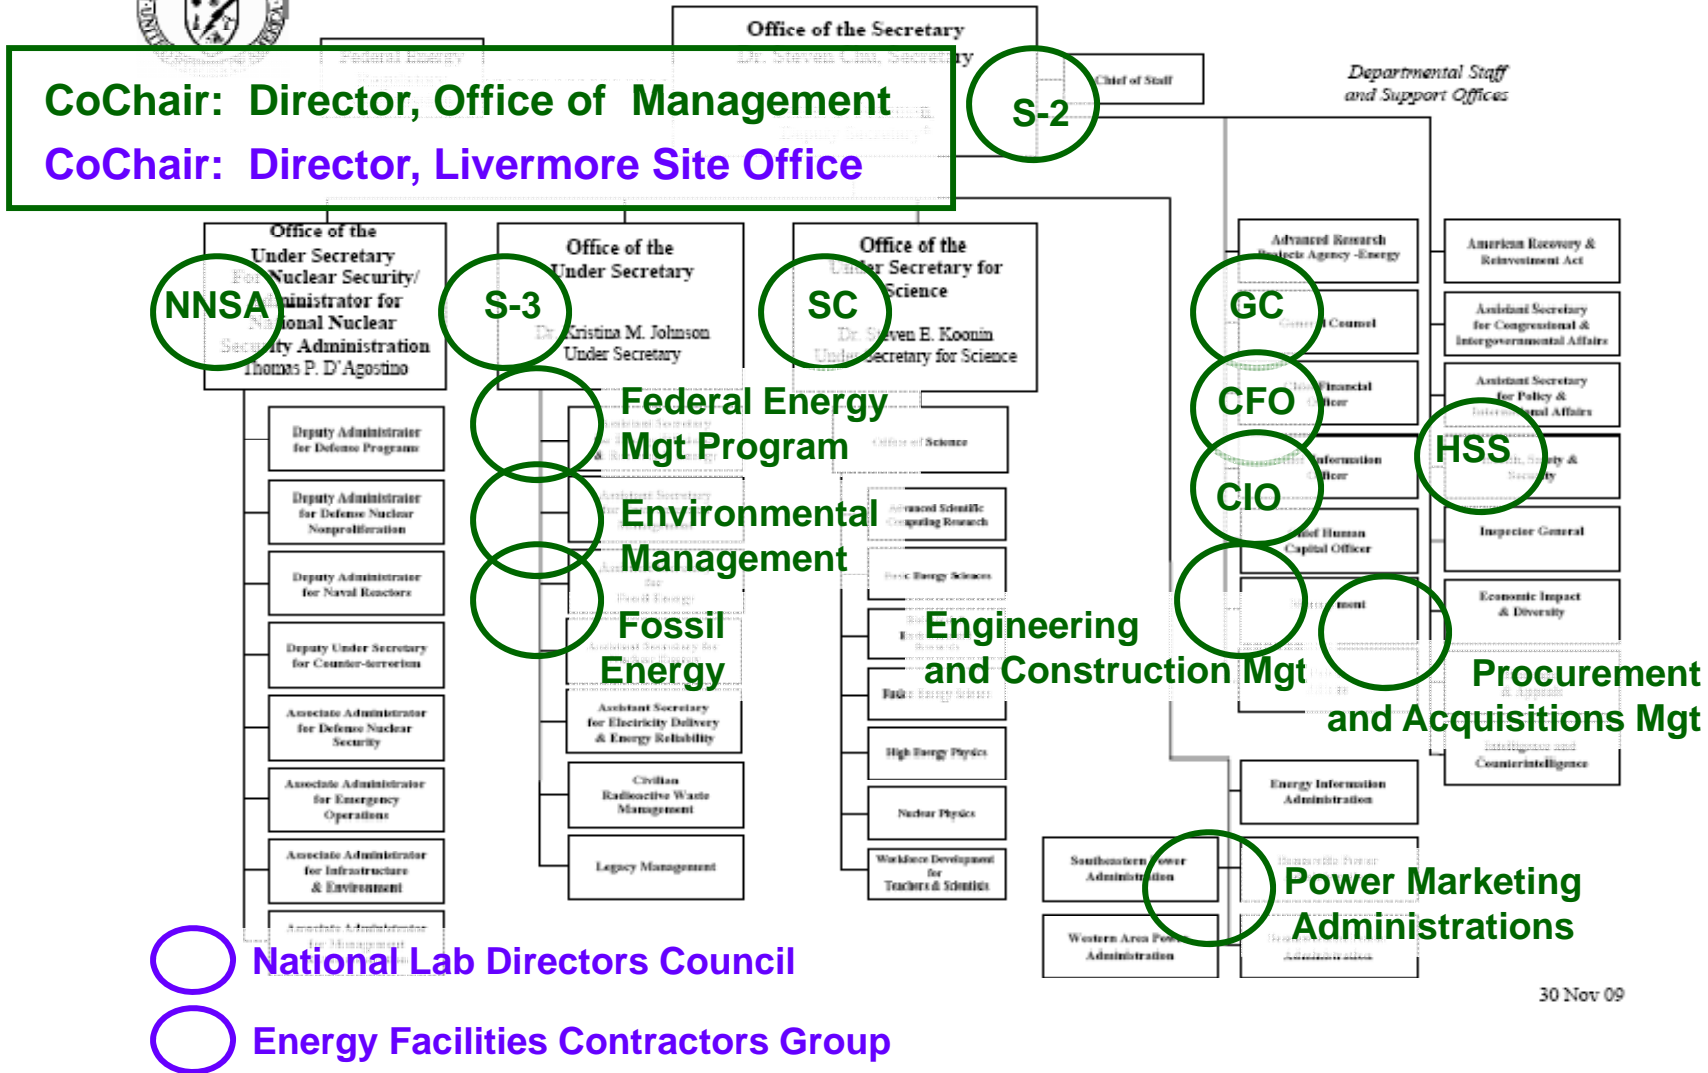 Office of the Secretary
Chief of Staff
Departmental Staff
and Support Offices
CoChair: Director, Office of Management
CoChair: Director, Livermore Site Office
S-2
Office of the
Under Secretary
For Nuclear Security/
Administrator for
National Nuclear
Security Administration
Thomas P. D'Agostino
NNSA
Office of the
Under Secretary
Dr. Kristina M. Johnson
Under Secretary
S-3
Office of the
Under Secretary for
Science
Dr. Steven E. Koonin
Under Secretary for Science
SC
Advanced Research
Projects Agency -Energy
General Counsel
GC
Chief Financial
Officer
CFO
Information
Officer
CIO
Chief Human
Capital Officer
American Recovery &
Reinvestment Act
Assistant Secretary
for Congressional &
Intergovernmental Affairs
Assistant Secretary
for Policy &
International Affairs
HSS
Health, Safety &
Security
Inspector General
Economic Impact
& Diversity
Counterintelligence
Deputy Administrator
for Defense Programs
Deputy Administrator
for Defense Nuclear
Nonproliferation
Deputy Administrator
for Naval Reactors
Deputy Under Secretary
for Counter-terrorism
Associate Administrator
for Defense Nuclear
Security
Associate Administrator
for Emergency
Operations
Associate Administrator
for Infrastructure
& Environment
Federal Energy
Mgt Program
Environmental
Management
Fossil
Energy
Assistant Secretary
for Electricity Delivery
& Energy Reliability
Civilian
Radioactive Waste
Management
Legacy Management
Office of Science
Advanced Scientific
Computing Research
Basic Energy Sciences
High Energy Physics
Nuclear Physics
Workforce Development
for
Teachers & Scientists
Engineering
and Construction Mgt
Procurement
and Acquisitions Mgt
Energy Information
Administration
Southeastern Power
Administration
Western Area Power
Administration
Power Marketing
Administrations
National Lab Directors Council
Energy Facilities Contractors Group
30 Nov 09